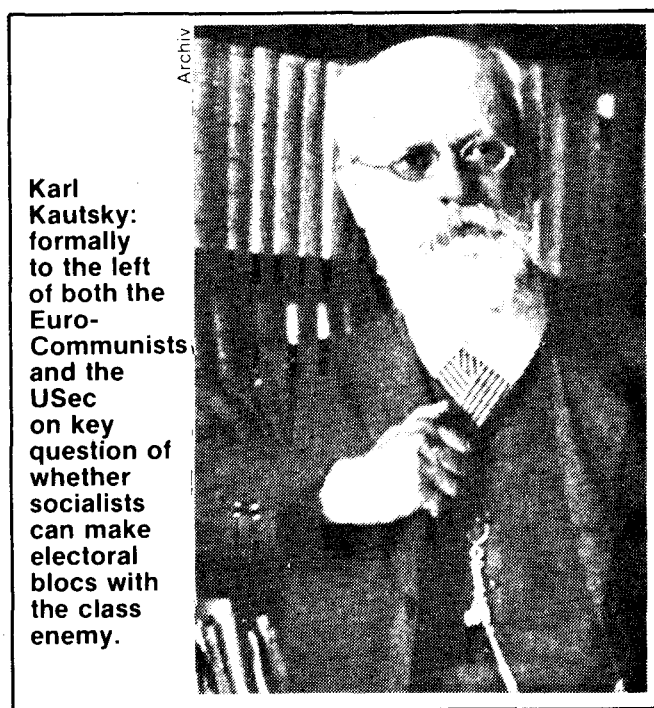 Archiv
Karl
Kautsky:
formally
to the left
of both the
Euro-
Communists
and the
USec
on key
question of
whether
socialists
can make
electoral
blocs with
the class
enemy.